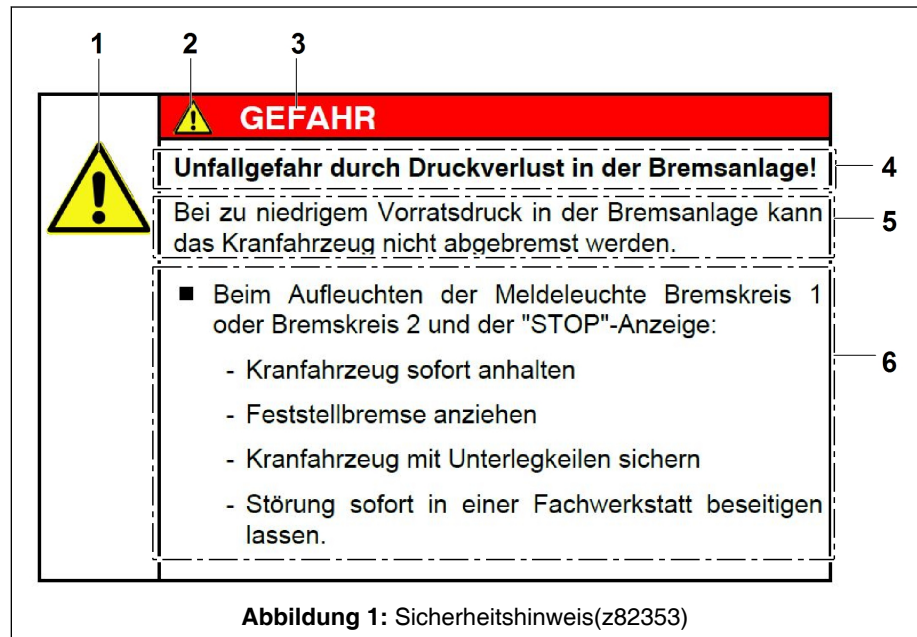 1 2 3
GEFAHR
Unfallgefahr durch Druckverlust in der Bremsanlage!
4
Bei zu niedrigem Vorratsdruck in der Bremsanlage kann
das Kranfahrzeug nicht abgebremst werden.
5
■ Beim Aufleuchten der Meldeleuchte Bremskreis 1
oder Bremskreis 2 und der "STOP"-Anzeige:
- Kranfahrzeug sofort anhalten
6
- Feststellbremse anziehen
- Kranfahrzeug mit Unterlegkeilen sichern
- Störung sofort in einer Fachwerkstatt beseitigen
lassen.
Abbildung 1: Sicherheitshinweis(z82353)